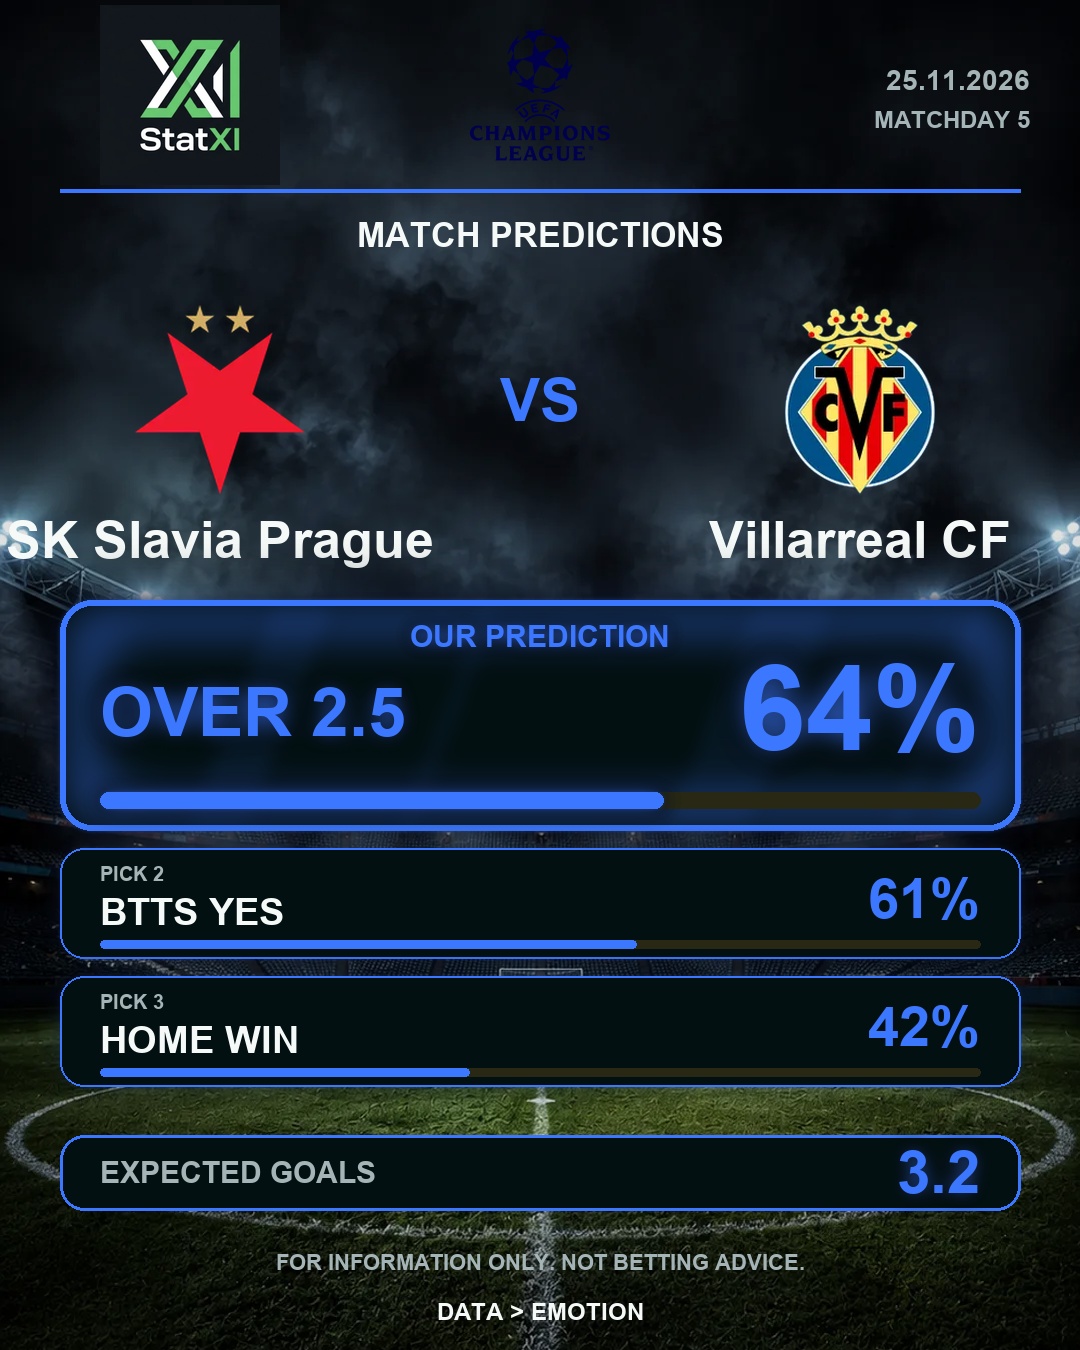 StatXI
UEFA
CHAMPIONS
LEAGUE
25.11.2026
MATCHDAY 5
MATCH PREDICTIONS
VS
CVF
SK Slavia Prague
Villarreal CF
OUR PREDICTION
OVER 2.5
64%
PICK 2
BTTS YES
61%
PICK 3
HOME WIN
42%
EXPECTED GOALS
3.2
FOR INFORMATION ONLY. NOT BETTING ADVICE.
DATA > EMOTION